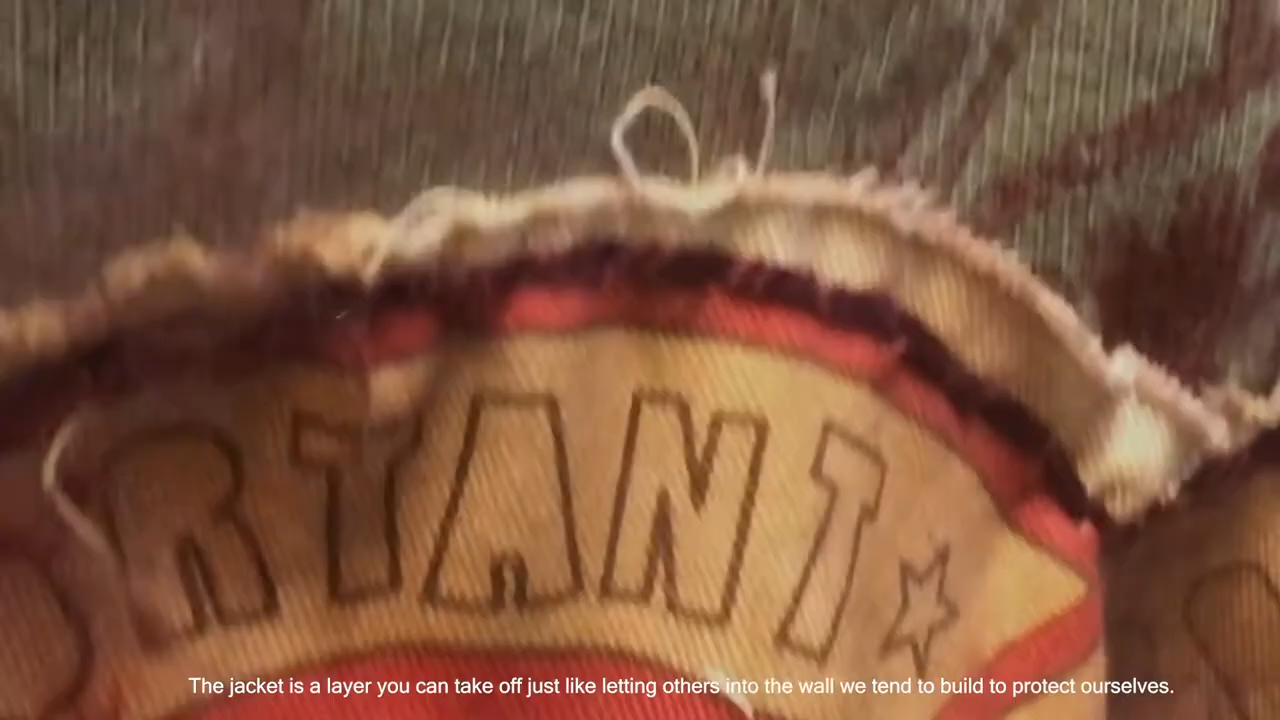 RYANT
The jacket is a layer you can take off just like letting others into the wall we tend to build to protect ourselves.